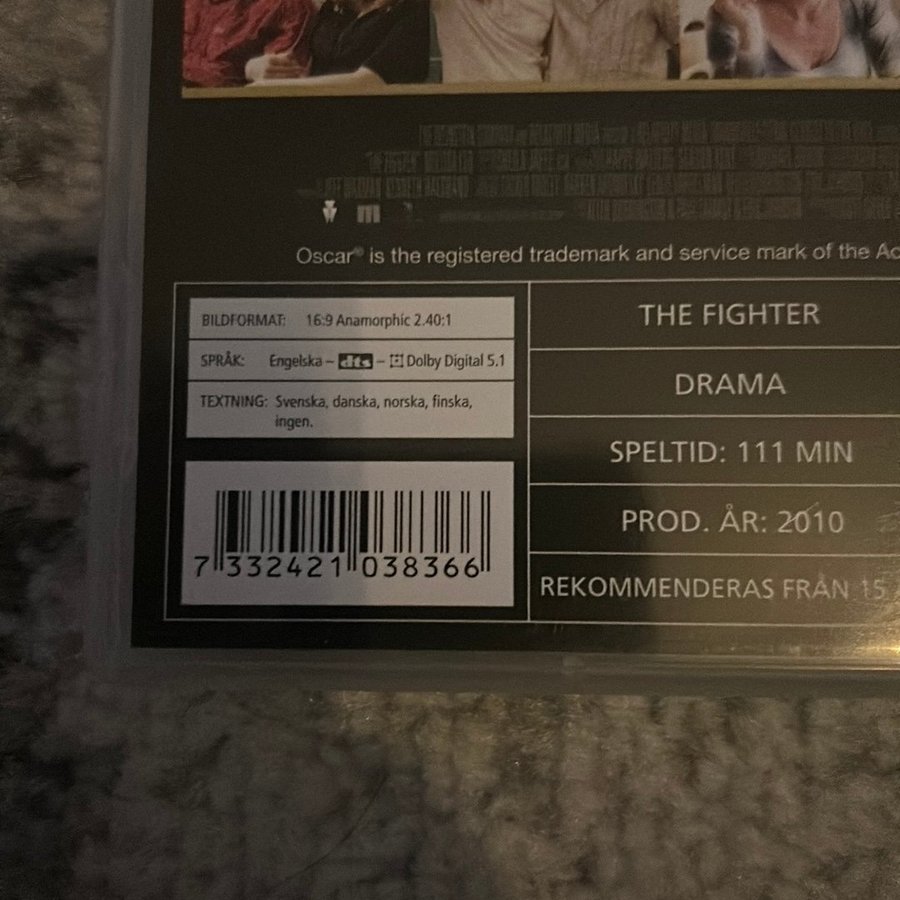 Oscar® is the registered trademark and service mark of the Ac
BILDFORMAT: 16:9 Anamorphic 2.40:1
SPRÅK: Engelska – dts – Dolby Digital 5.1
TEXTNING: Svenska, danska, norska, finska,
ingen.
7 332421 038366
THE FIGHTER
DRAMA
SPELTID: 111 MIN
PROD. ÅR: 2010
REKOMMENDERAS FRÅN 15